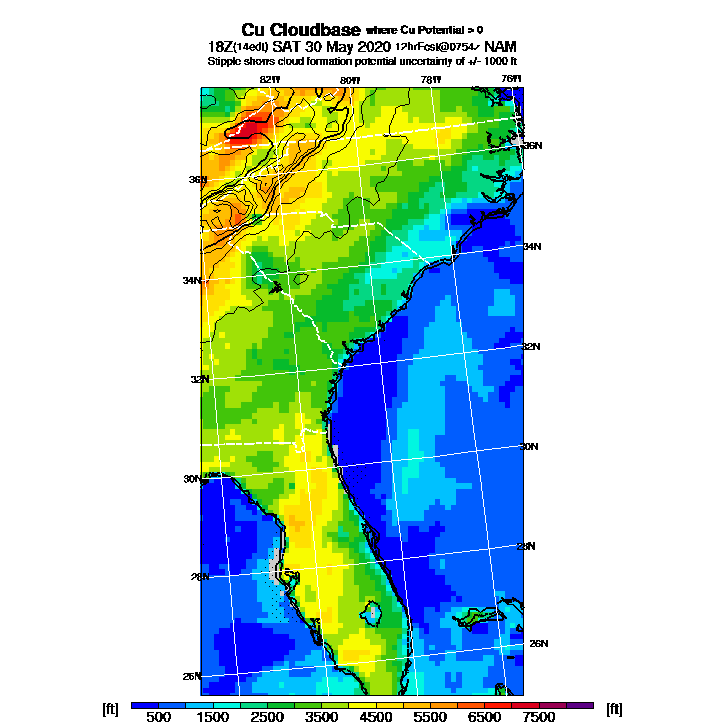 Cu Cloudbase where Cu Potential > 0
18Z(14edt) SAT 30 May 2020 12hrFcst@0754z NAM
Stipple shows cloud formation potential uncertainty of +/- 1000 ft
82W 80W 78W 76W
36N
36N
34N
34N
32N
32N
30N
30N
28N
28N
26N
26N
[ft] 500 1500 2500 3500 4500 5500 6500 7500 [ft]